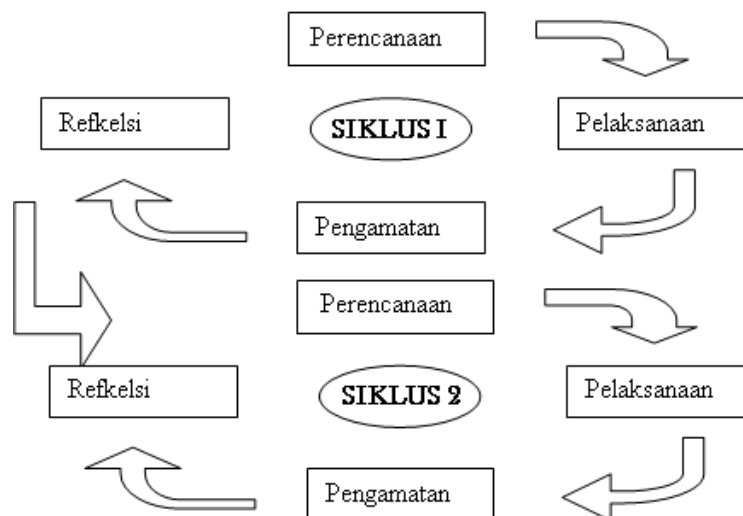 Perencanaan
Refkelsi
SIKLUS I
Pelaksanaan
Pengamatan
Perencanaan
Refkelsi
SIKLUS 2
Pelaksanaan
Pengamatan